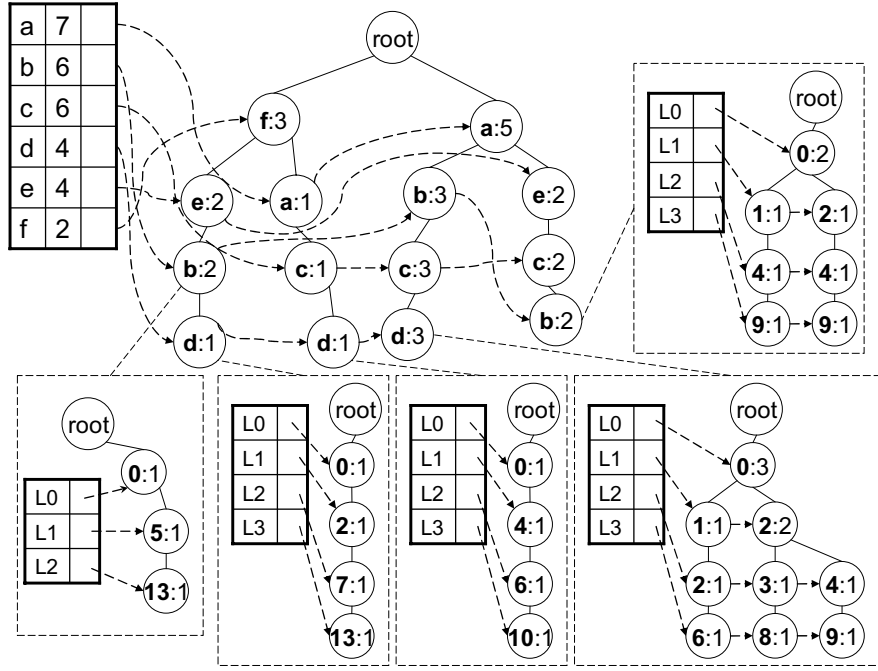 a 7
b 6
c 6
d 4
e 4
f 2
root
f:3 a:5
e:2 a:1 b:3 e:2
b:2 c:1 c:3 c:2
d:1 d:1 d:3 b:2
L0
L1
L2
L3
root
0:2
1:1 2:1
4:1 4:1
9:1 9:1
root
L0
L1
L2
0:1
5:1
13:1
L0
L1
L2
L3
root
0:1
2:1
7:1
13:1
L0
L1
L2
L3
root
0:1
4:1
6:1
10:1
L0
L1
L2
L3
root
0:3
1:1 2:2
2:1 3:1 4:1
6:1 8:1 9:1